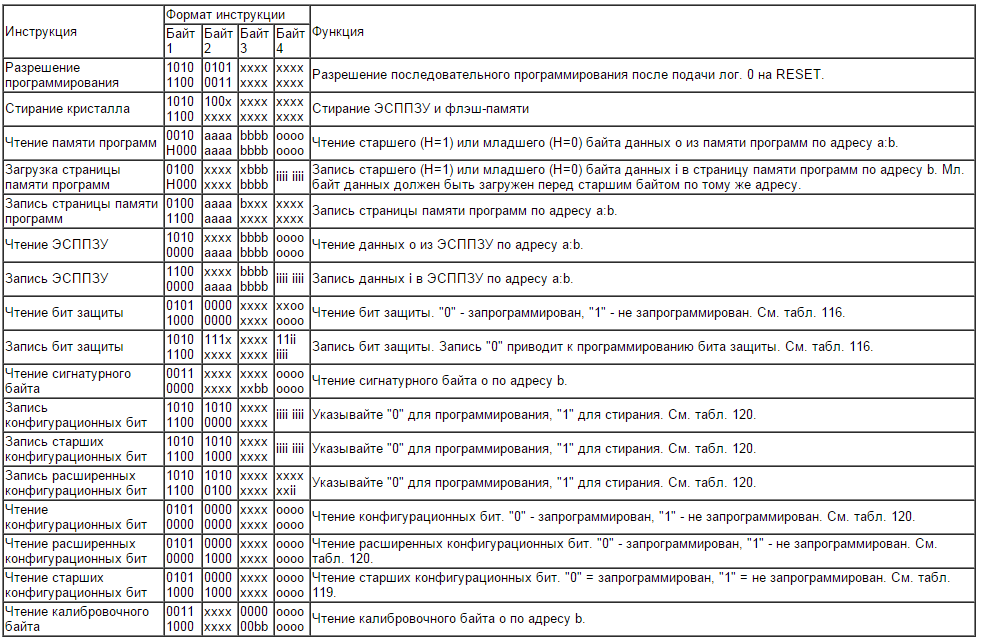 Инструкция
Формат инструкции
Функция
Байт
1
Байт
2
Байт
3
Байт
4
Разрешение
программирования
1010
1100
0101
0011
xxxx
xxxx
xxxx
xxxx
Разрешение последовательного программирования после подачи лог. 0 на RESET.
Стирание кристалла
1010
1100
100x
xxxx
xxxx
xxxx
xxxx
xxxx
Стирание ЭСППЗУ и флэш-памяти
Чтение памяти программ
0010
H000
aaaa
aaaa
bbbb
bbbb
oooo
oooo
Чтение старшего (H=1) или младшего (H=0) байта данных o из памяти программ по адресу a:b.
Загрузка страницы
памяти программ
0100
H000
xxxx
xxxx
xbbb
bbbb
iiii iiii
Запись старшего (H=1) или младшего (H=0) байта данных i в страницу памяти программ по адресу b. Мл.
байт данных должен быть загружен перед старшим байтом по тому же адресу.
Запись страницы памяти
программ
0100
1100
aaaa
aaaa
bxxx
xxxx
xxxx
xxxx
Запись страницы памяти программ по адресу a:b.
Чтение ЭСППЗУ
1010
0000
xxxx
aaaa
bbbb
bbbb
oooo
oooo
Чтение данных o из ЭСППЗУ по адресу a:b.
Запись ЭСППЗУ
1100
0000
xxxx
aaaa
bbbb
bbbb
iiii iiii
Запись данных i в ЭСППЗУ по адресу a:b.
Чтение бит защиты
0101
1000
0000
0000
xxxx
xxxx
xxoo
oooo
Чтение бит защиты. "0" - запрограммирован, "1" - не запрограммирован. См. табл. 116.
Запись бит защиты
1010
1100
111x
xxxx
xxxx
xxxx
11ii
iiii
Запись бит защиты. Запись "0" приводит к программированию бита защиты. См. табл. 116.
Чтение сигнатурного
байта
0011
0000
xxxx
xxxx
xxxx
xxbb
oooo
oooo
Чтение сигнатурного байта o по адресу b.
Запись
конфигурационных бит
1010
1100
1010
0000
xxxx
xxxx
iiii iiii
Указывайте "0" для программирования, "1" для стирания. См. табл. 120.
Запись старших
конфигурационных бит
1010
1100
1010
1000
xxxx
xxxx
iiii iiii
Указывайте "0" для программирования, "1" для стирания. См. табл. 120.
Запись расширенных
конфигурационных бит
1010
1100
1010
0100
xxxx
xxxx
xxxx
xxii
Указывайте "0" для программирования, "1" для стирания. См. табл. 120.
Чтение
конфигурационных бит
0101
0000
0000
0000
xxxx
xxxx
oooo
oooo
Чтение конфигурационных бит. "0" - запрограммирован, "1" - не запрограммирован. См. табл. 120.
Чтение расширенных
конфигурационных бит
0101
0000
0000
1000
xxxx
xxxx
oooo
oooo
Чтение расширенных конфигурационных бит. "0" - запрограммирован, "1" - не запрограммирован. См.
табл. 120.
Чтение старших
конфигурационных бит
0101
1000
0000
1000
xxxx
xxxx
oooo
oooo
Чтение старших конфигурационных бит. "0" = запрограммирован, "1" = не запрограммирован. См. табл.
119.
Чтение калибровочного
байта
0011
1000
xxxx
xxxx
0000
00bb
oooo
oooo
Чтение калибровочного байта o по адресу b.